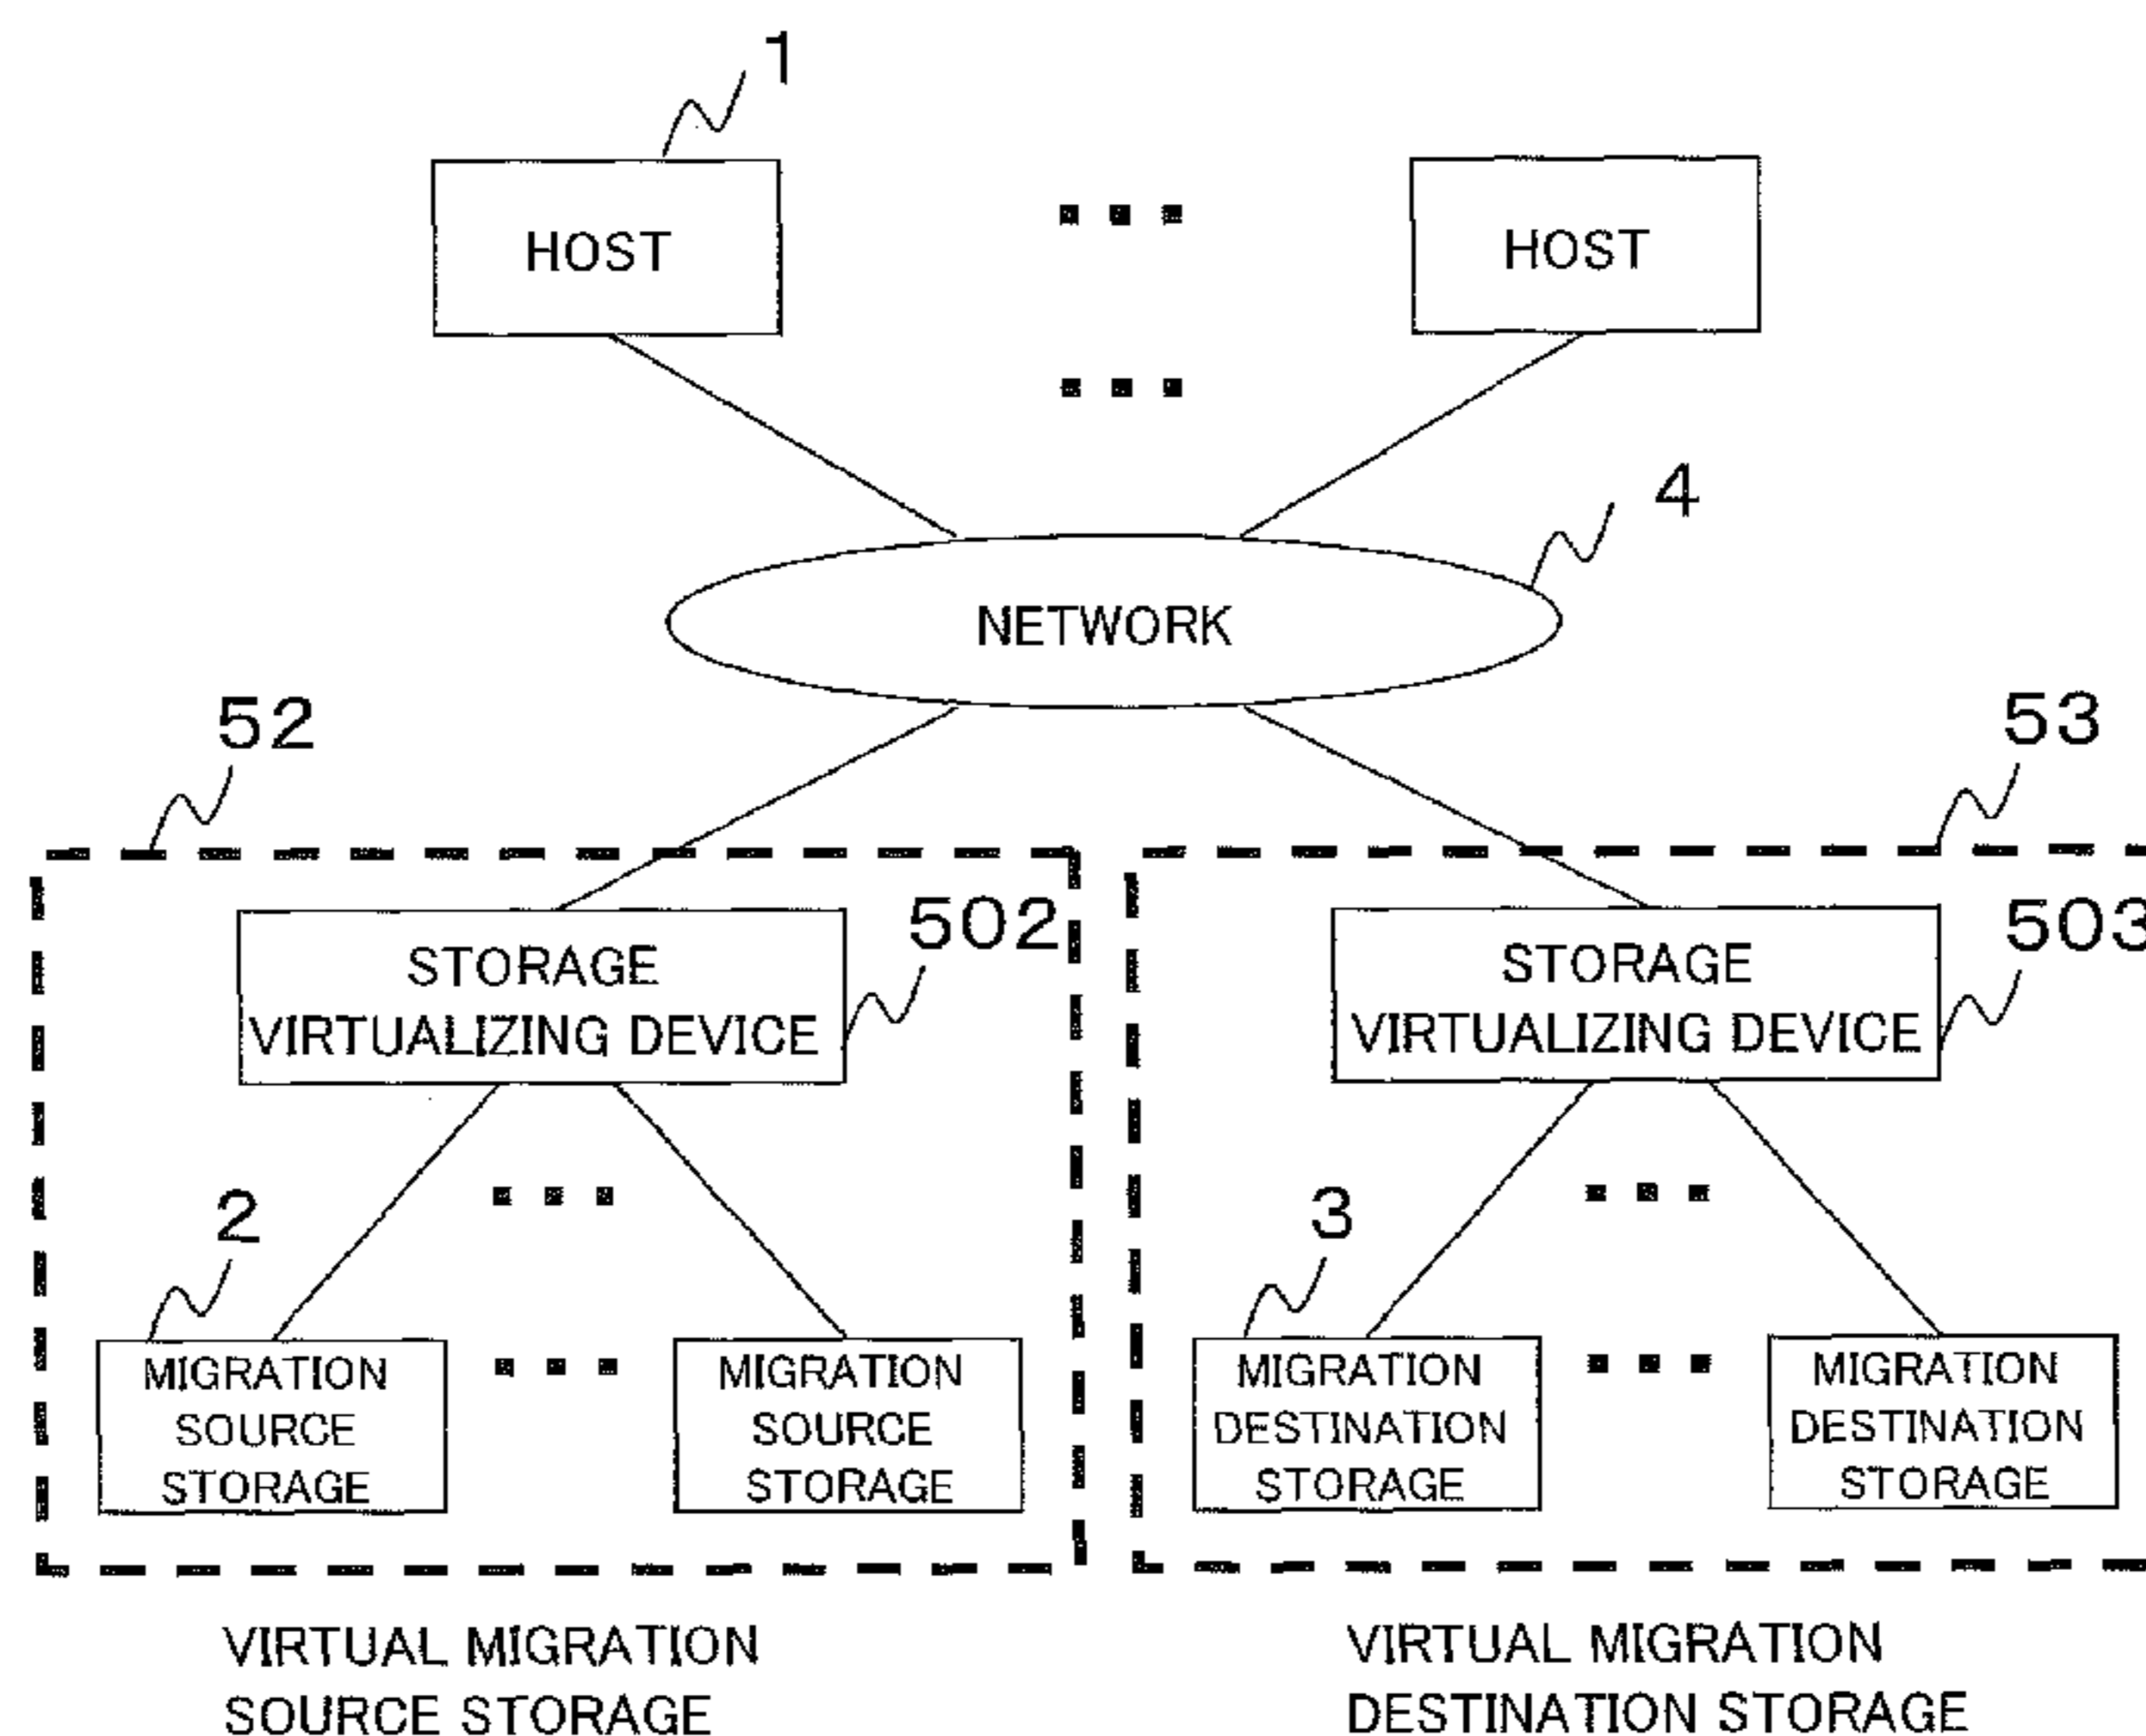 1
HOST
HOST
4
NETWORK
52
53
502
503
STORAGE
VIRTUALIZING DEVICE
STORAGE
VIRTUALIZING DEVICE
2
3
MIGRATION
SOURCE
STORAGE
MIGRATION
SOURCE
STORAGE
MIGRATION
DESTINATION
STORAGE
MIGRATION
DESTINATION
STORAGE
VIRTUAL MIGRATION
SOURCE STORAGE
VIRTUAL MIGRATION
DESTINATION STORAGE